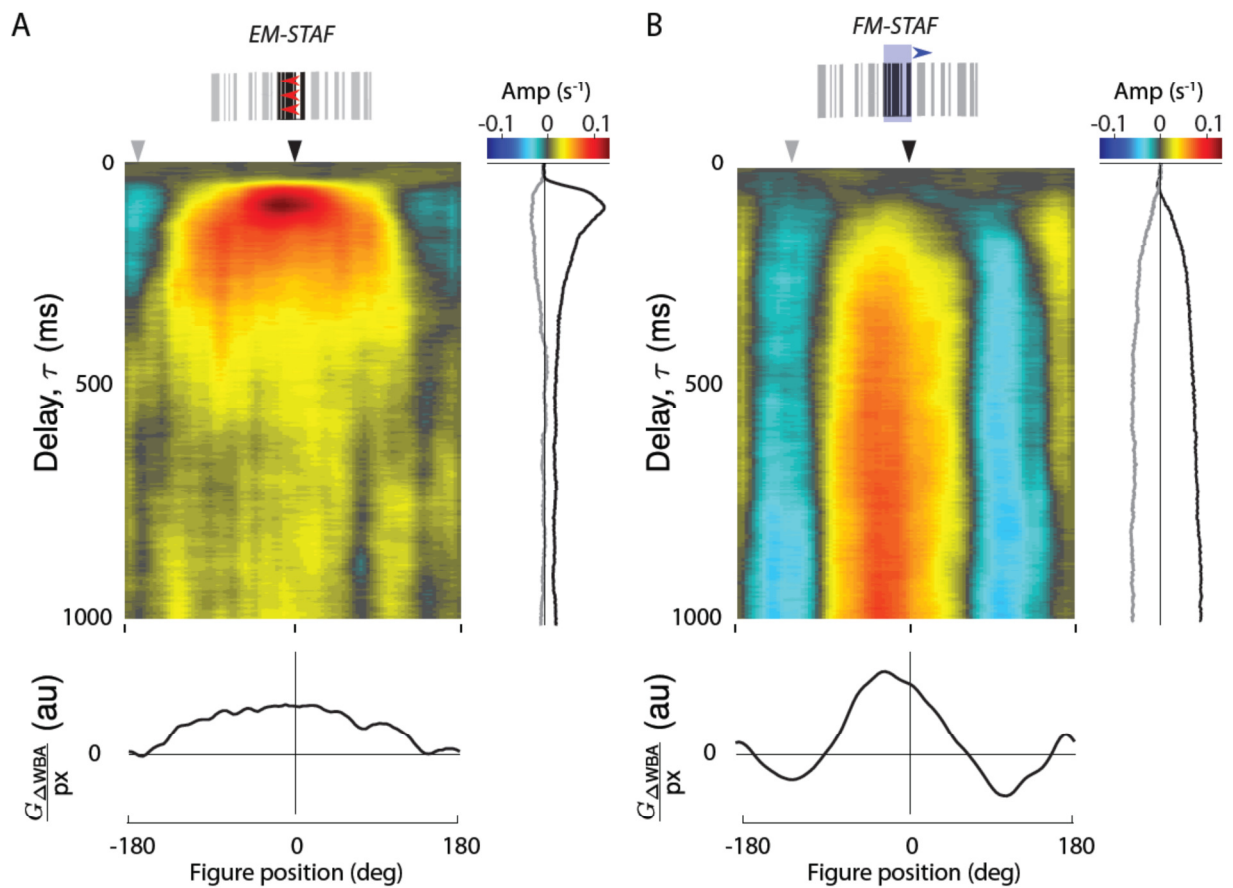 A
EM-STAF
Amp (s⁻¹)
-0.1 0 0.1
0
500
1000
Delay, τ (ms)
G ΔWBA / px (au)
0
-180 0 180
Figure position (deg)
B
FM-STAF
Amp (s⁻¹)
-0.1 0 0.1
0
500
1000
Delay, τ (ms)
G ΔWBA / px (au)
0
-180 0 180
Figure position (deg)